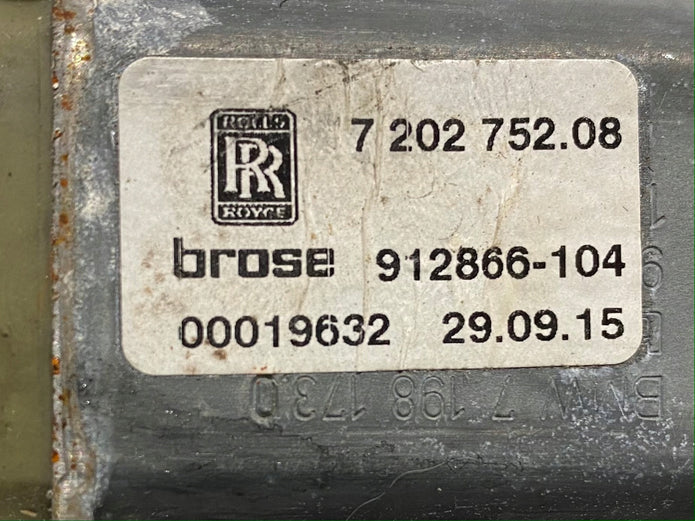 ROLLS
RR
ROYCE
7 202 752.08
brose 912866-104
00019632 29.09.15
BMW 7 198 173.0